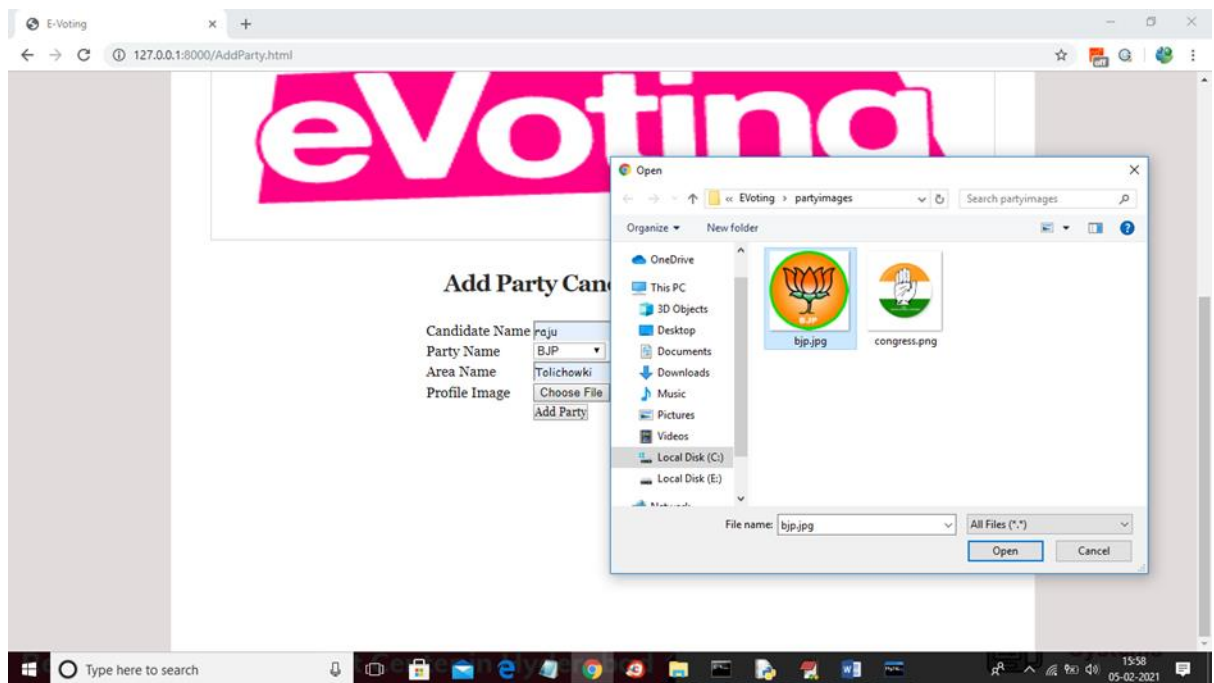 E-Voting
127.0.0.1:8000/AddParty.html
off
eVoting
Open
EVoting › partyimages
Search partyimages
Organize
New folder
OneDrive
This PC
3D Objects
Desktop
Documents
Downloads
Music
Pictures
Videos
Local Disk (C:)
Local Disk (E:)
Network
BJP
bjp.jpg
congress.png
File name: bjp.jpg
All Files (*.*)
Open
Cancel
Add Party
Candidate Name raju
Party Name BJP
Area Name Tolichowki
Profile Image Choose File
Add Party
Type here to search
15:58
05-02-2021